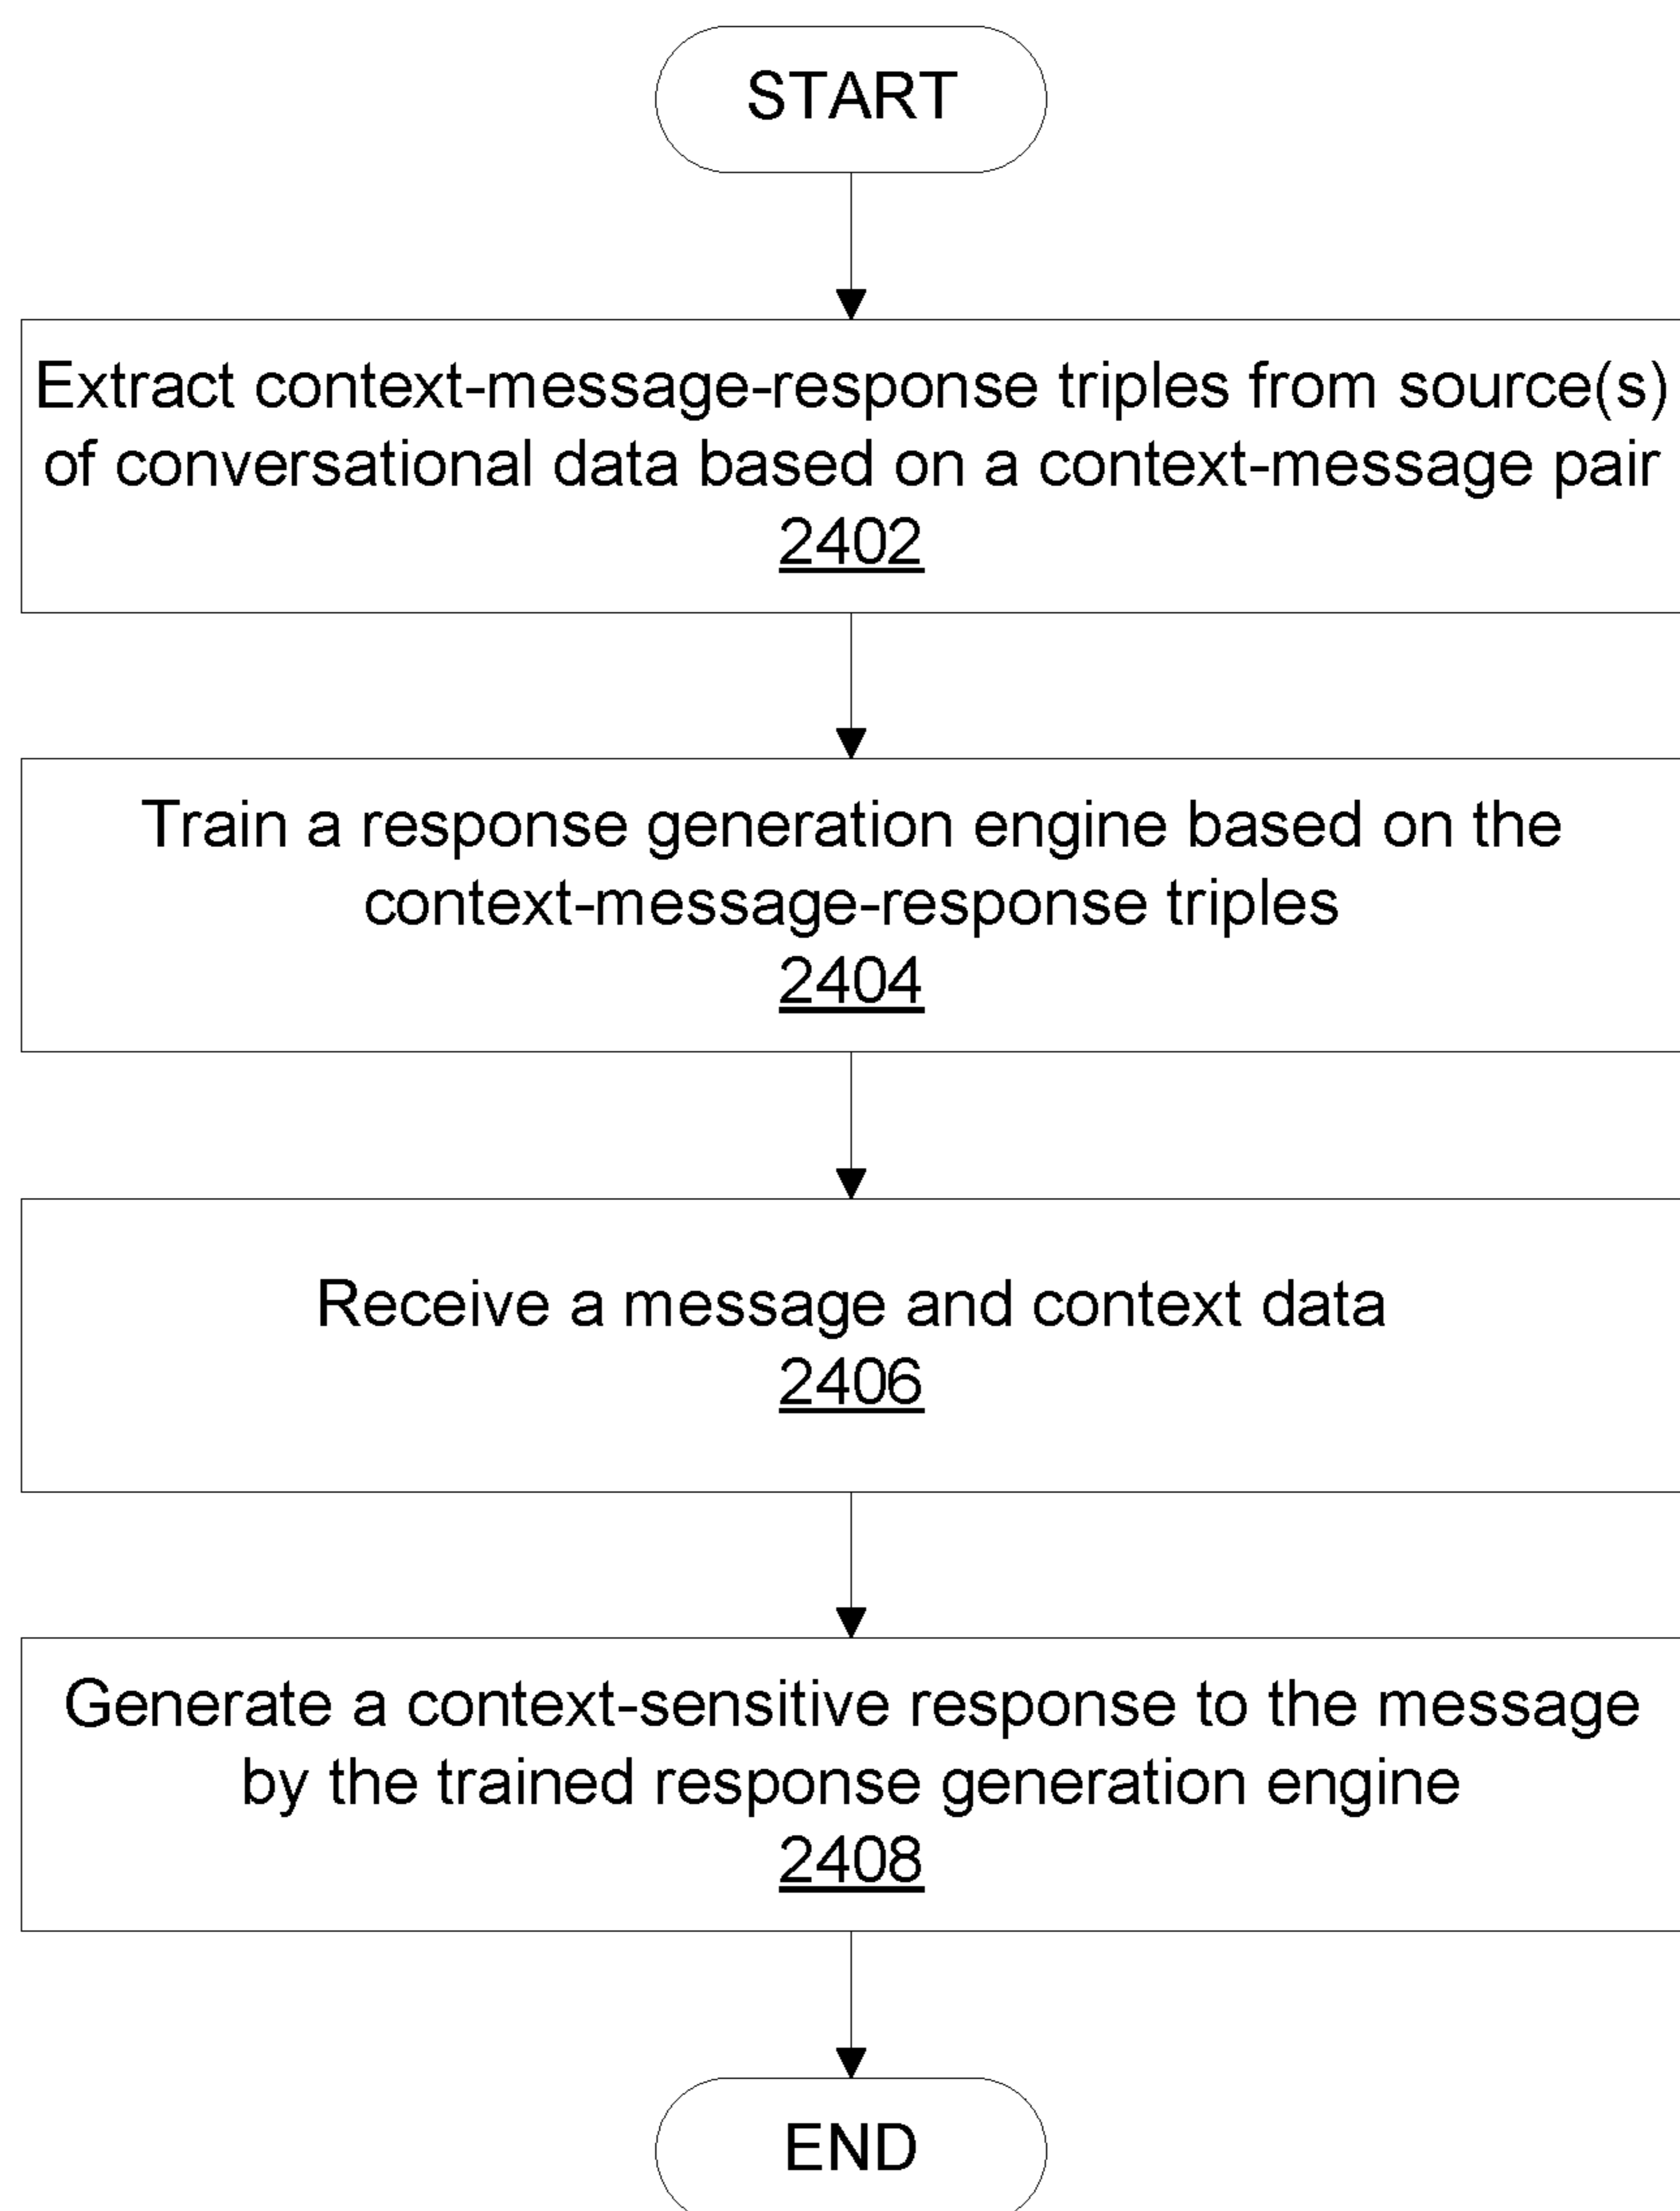 START
Extract context-message-response triples from source(s)
of conversational data based on a context-message pair
2402
Train a response generation engine based on the
context-message-response triples
2404
Receive a message and context data
2406
Generate a context-sensitive response to the message
by the trained response generation engine
2408
END